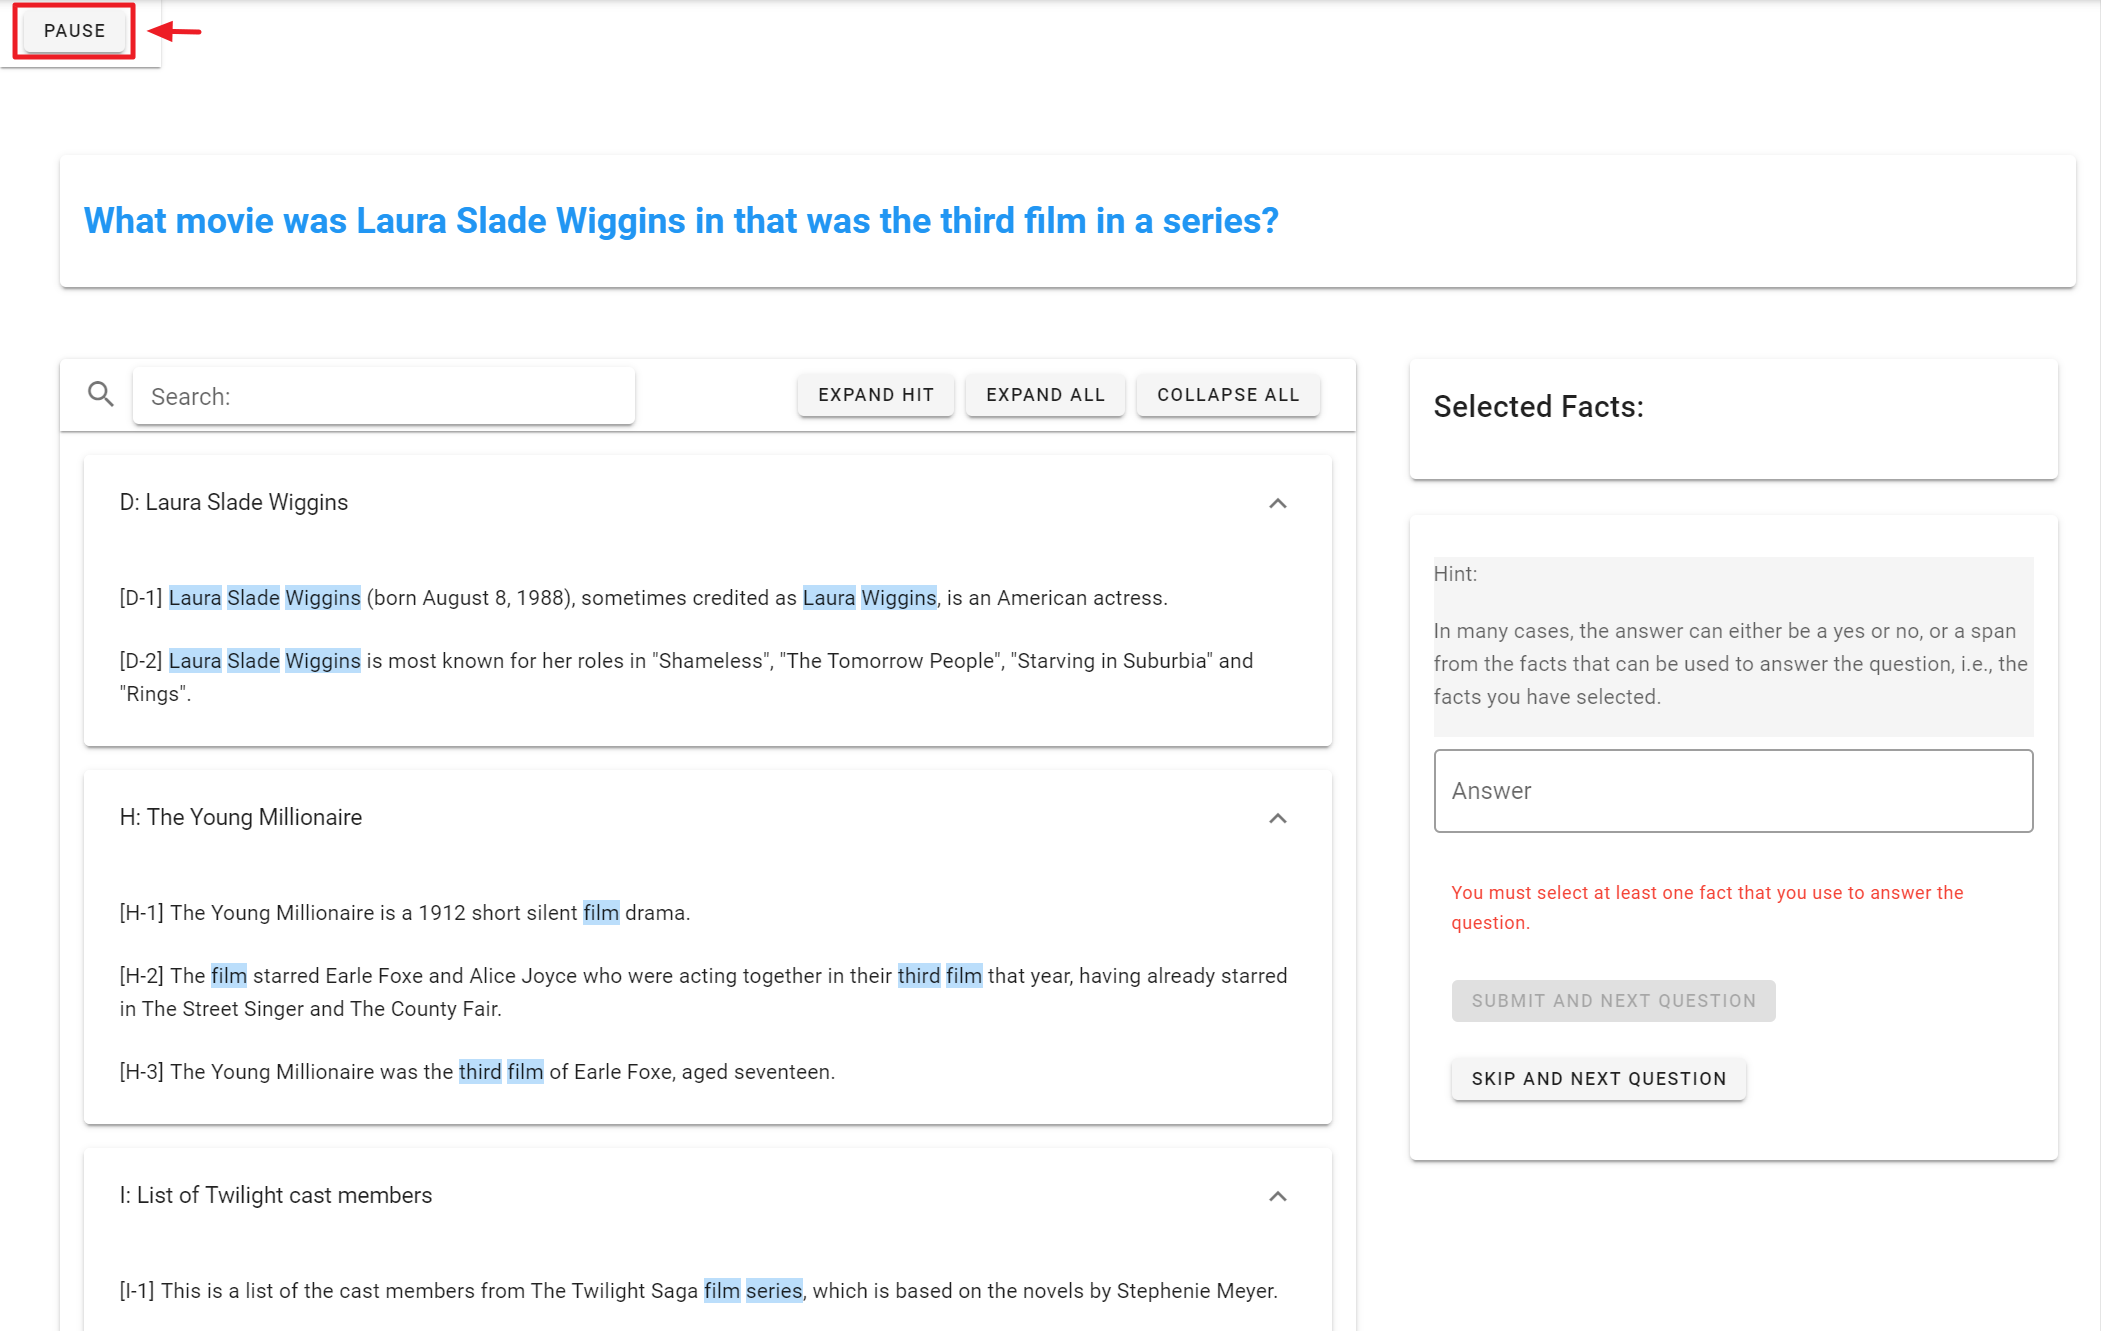 PAUSE
What movie was Laura Slade Wiggins in that was the third film in a series?
Search:
EXPAND HIT
EXPAND ALL
COLLAPSE ALL
D: Laura Slade Wiggins
[D-1] Laura Slade Wiggins (born August 8, 1988), sometimes credited as Laura Wiggins, is an American actress.
[D-2] Laura Slade Wiggins is most known for her roles in "Shameless", "The Tomorrow People", "Starving in Suburbia" and
"Rings".
H: The Young Millionaire
[H-1] The Young Millionaire is a 1912 short silent film drama.
[H-2] The film starred Earle Foxe and Alice Joyce who were acting together in their third film that year, having already starred
in The Street Singer and The County Fair.
[H-3] The Young Millionaire was the third film of Earle Foxe, aged seventeen.
I: List of Twilight cast members
[I-1] This is a list of the cast members from The Twilight Saga film series, which is based on the novels by Stephenie Meyer.
Selected Facts:
Hint:
In many cases, the answer can either be a yes or no, or a span
from the facts that can be used to answer the question, i.e., the
facts you have selected.
Answer
You must select at least one fact that you use to answer the
question.
SUBMIT AND NEXT QUESTION
SKIP AND NEXT QUESTION